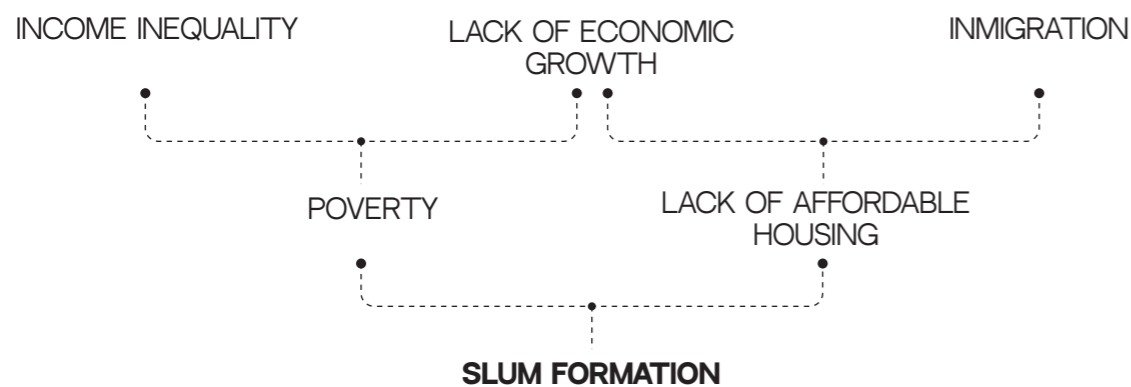 INCOME INEQUALITY
LACK OF ECONOMIC
GROWTH
INMIGRATION
POVERTY
LACK OF AFFORDABLE
HOUSING
SLUM FORMATION